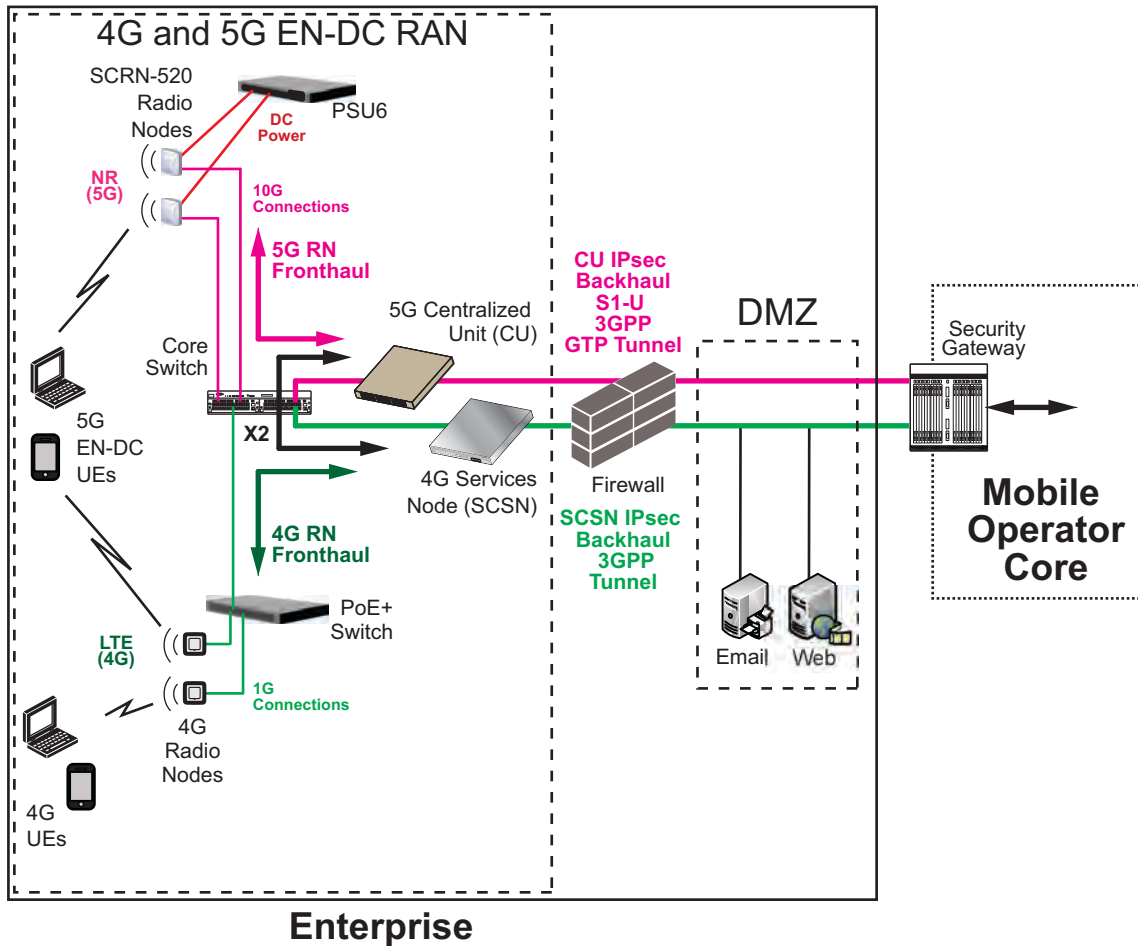 4G and 5G EN-DC RAN
SCRN-520
Radio
Nodes
PSU6
DC
Power
NR
(5G)
10G
Connections
5G RN
Fronthaul
CU IPsec
Backhaul
S1-U
3GPP
GTP Tunnel
5G Centralized
Unit (CU)
DMZ
Security
Gateway
Core
Switch
X2
5G
EN-DC
UEs
4G Services
Node (SCSN)
Firewall
Mobile
Operator
Core
SCSN IPsec
Backhaul
3GPP
Tunnel
4G RN
Fronthaul
PoE+
Switch
LTE
(4G)
Email
Web
1G
Connections
4G
Radio
Nodes
4G
UEs
Enterprise